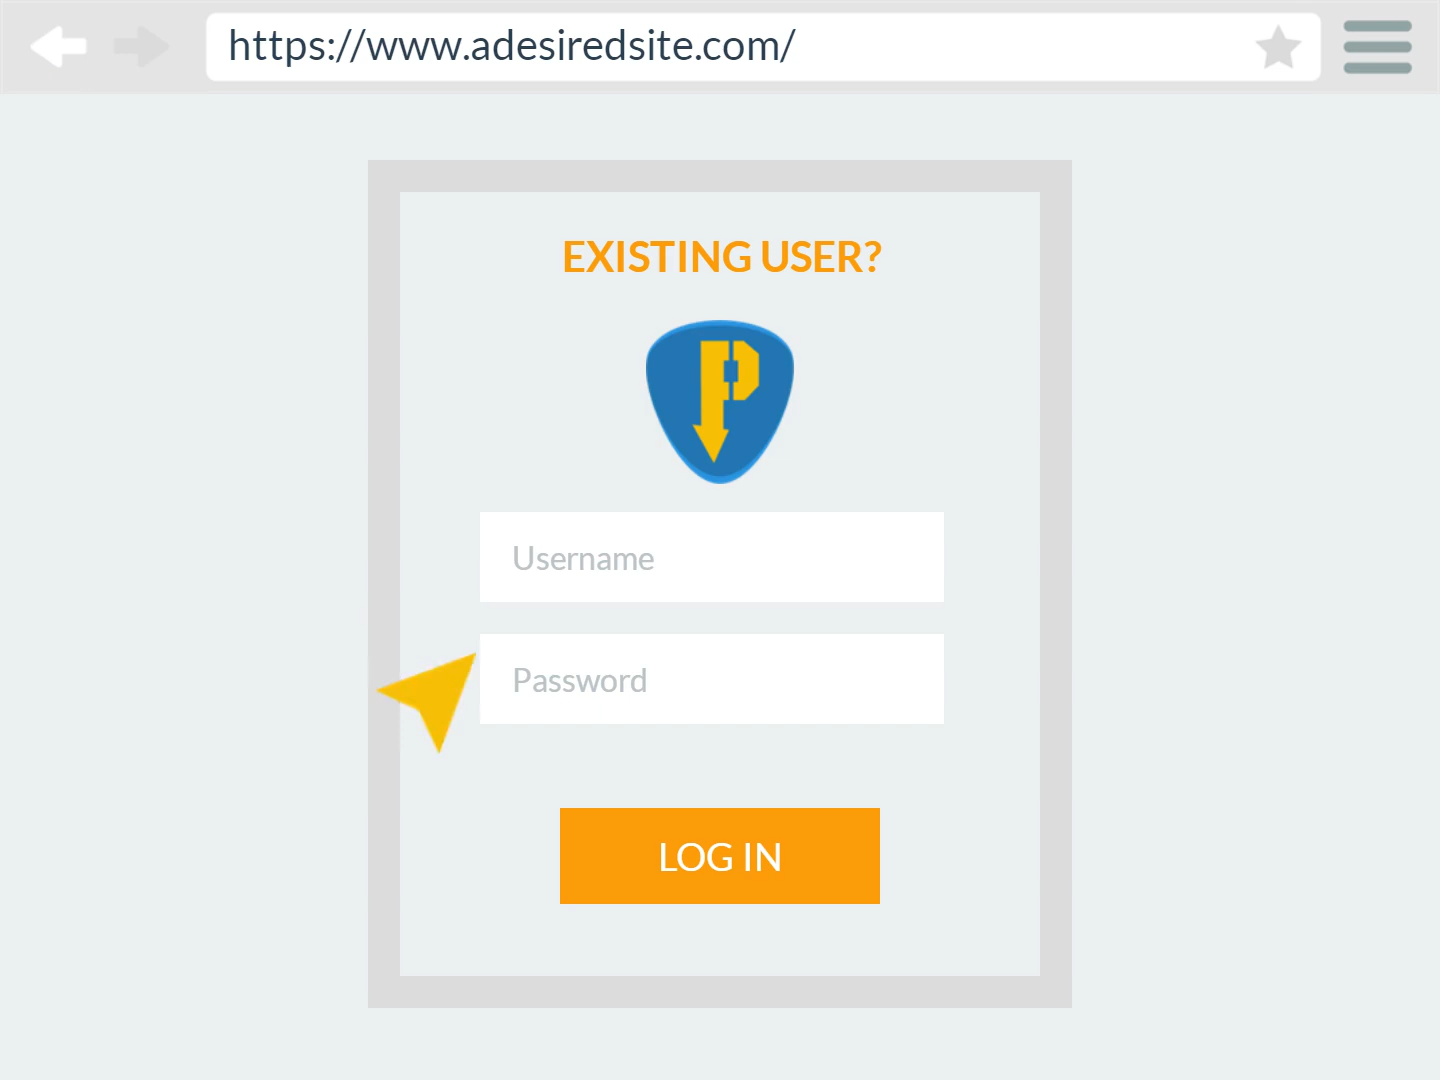 https://www.adesiredsite.com/
EXISTING USER?
P
Username
Password
LOG IN